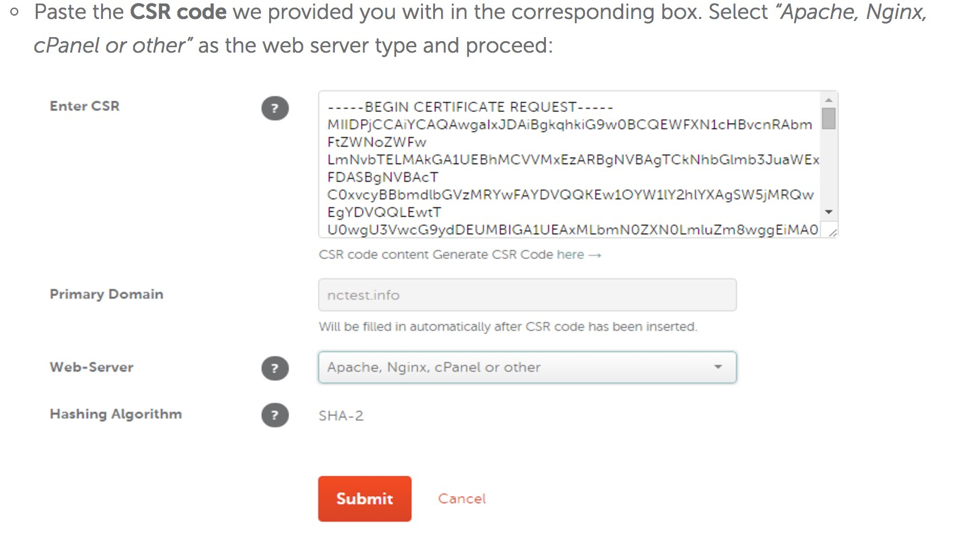 Paste the CSR code we provided you with in the corresponding box. Select “Apache, Nginx,
cPanel or other” as the web server type and proceed:
Enter CSR
?
-----BEGIN CERTIFICATE REQUEST-----
MIIDPjCCAiYCAQAwgalxJDAiBgkqhkiG9w0BCQEWFXN1cHBvcnRAbm
FtZWNoZWFw
LmNvbTELMAkGA1UEBhMCVVMxEzARBgNVBAgTCkNhbGlmb3JuaWEx
FDASBgNVBAcT
C0xvcyBBbmdlbGVzMRYwFAYDVQQKEw1OYW1lY2hlYXAgSW5jMRQw
EgYDVQQLEwtT
U0wgU3VwcG9ydDEUMBIGA1UEAxMLbmN0ZXN0LmluZm8wggEiMA0
CSR code content Generate CSR Code here →
Primary Domain
nctest.info
Will be filled in automatically after CSR code has been inserted.
Web-Server
?
Apache, Nginx, cPanel or other
Hashing Algorithm
?
SHA-2
Submit
Cancel